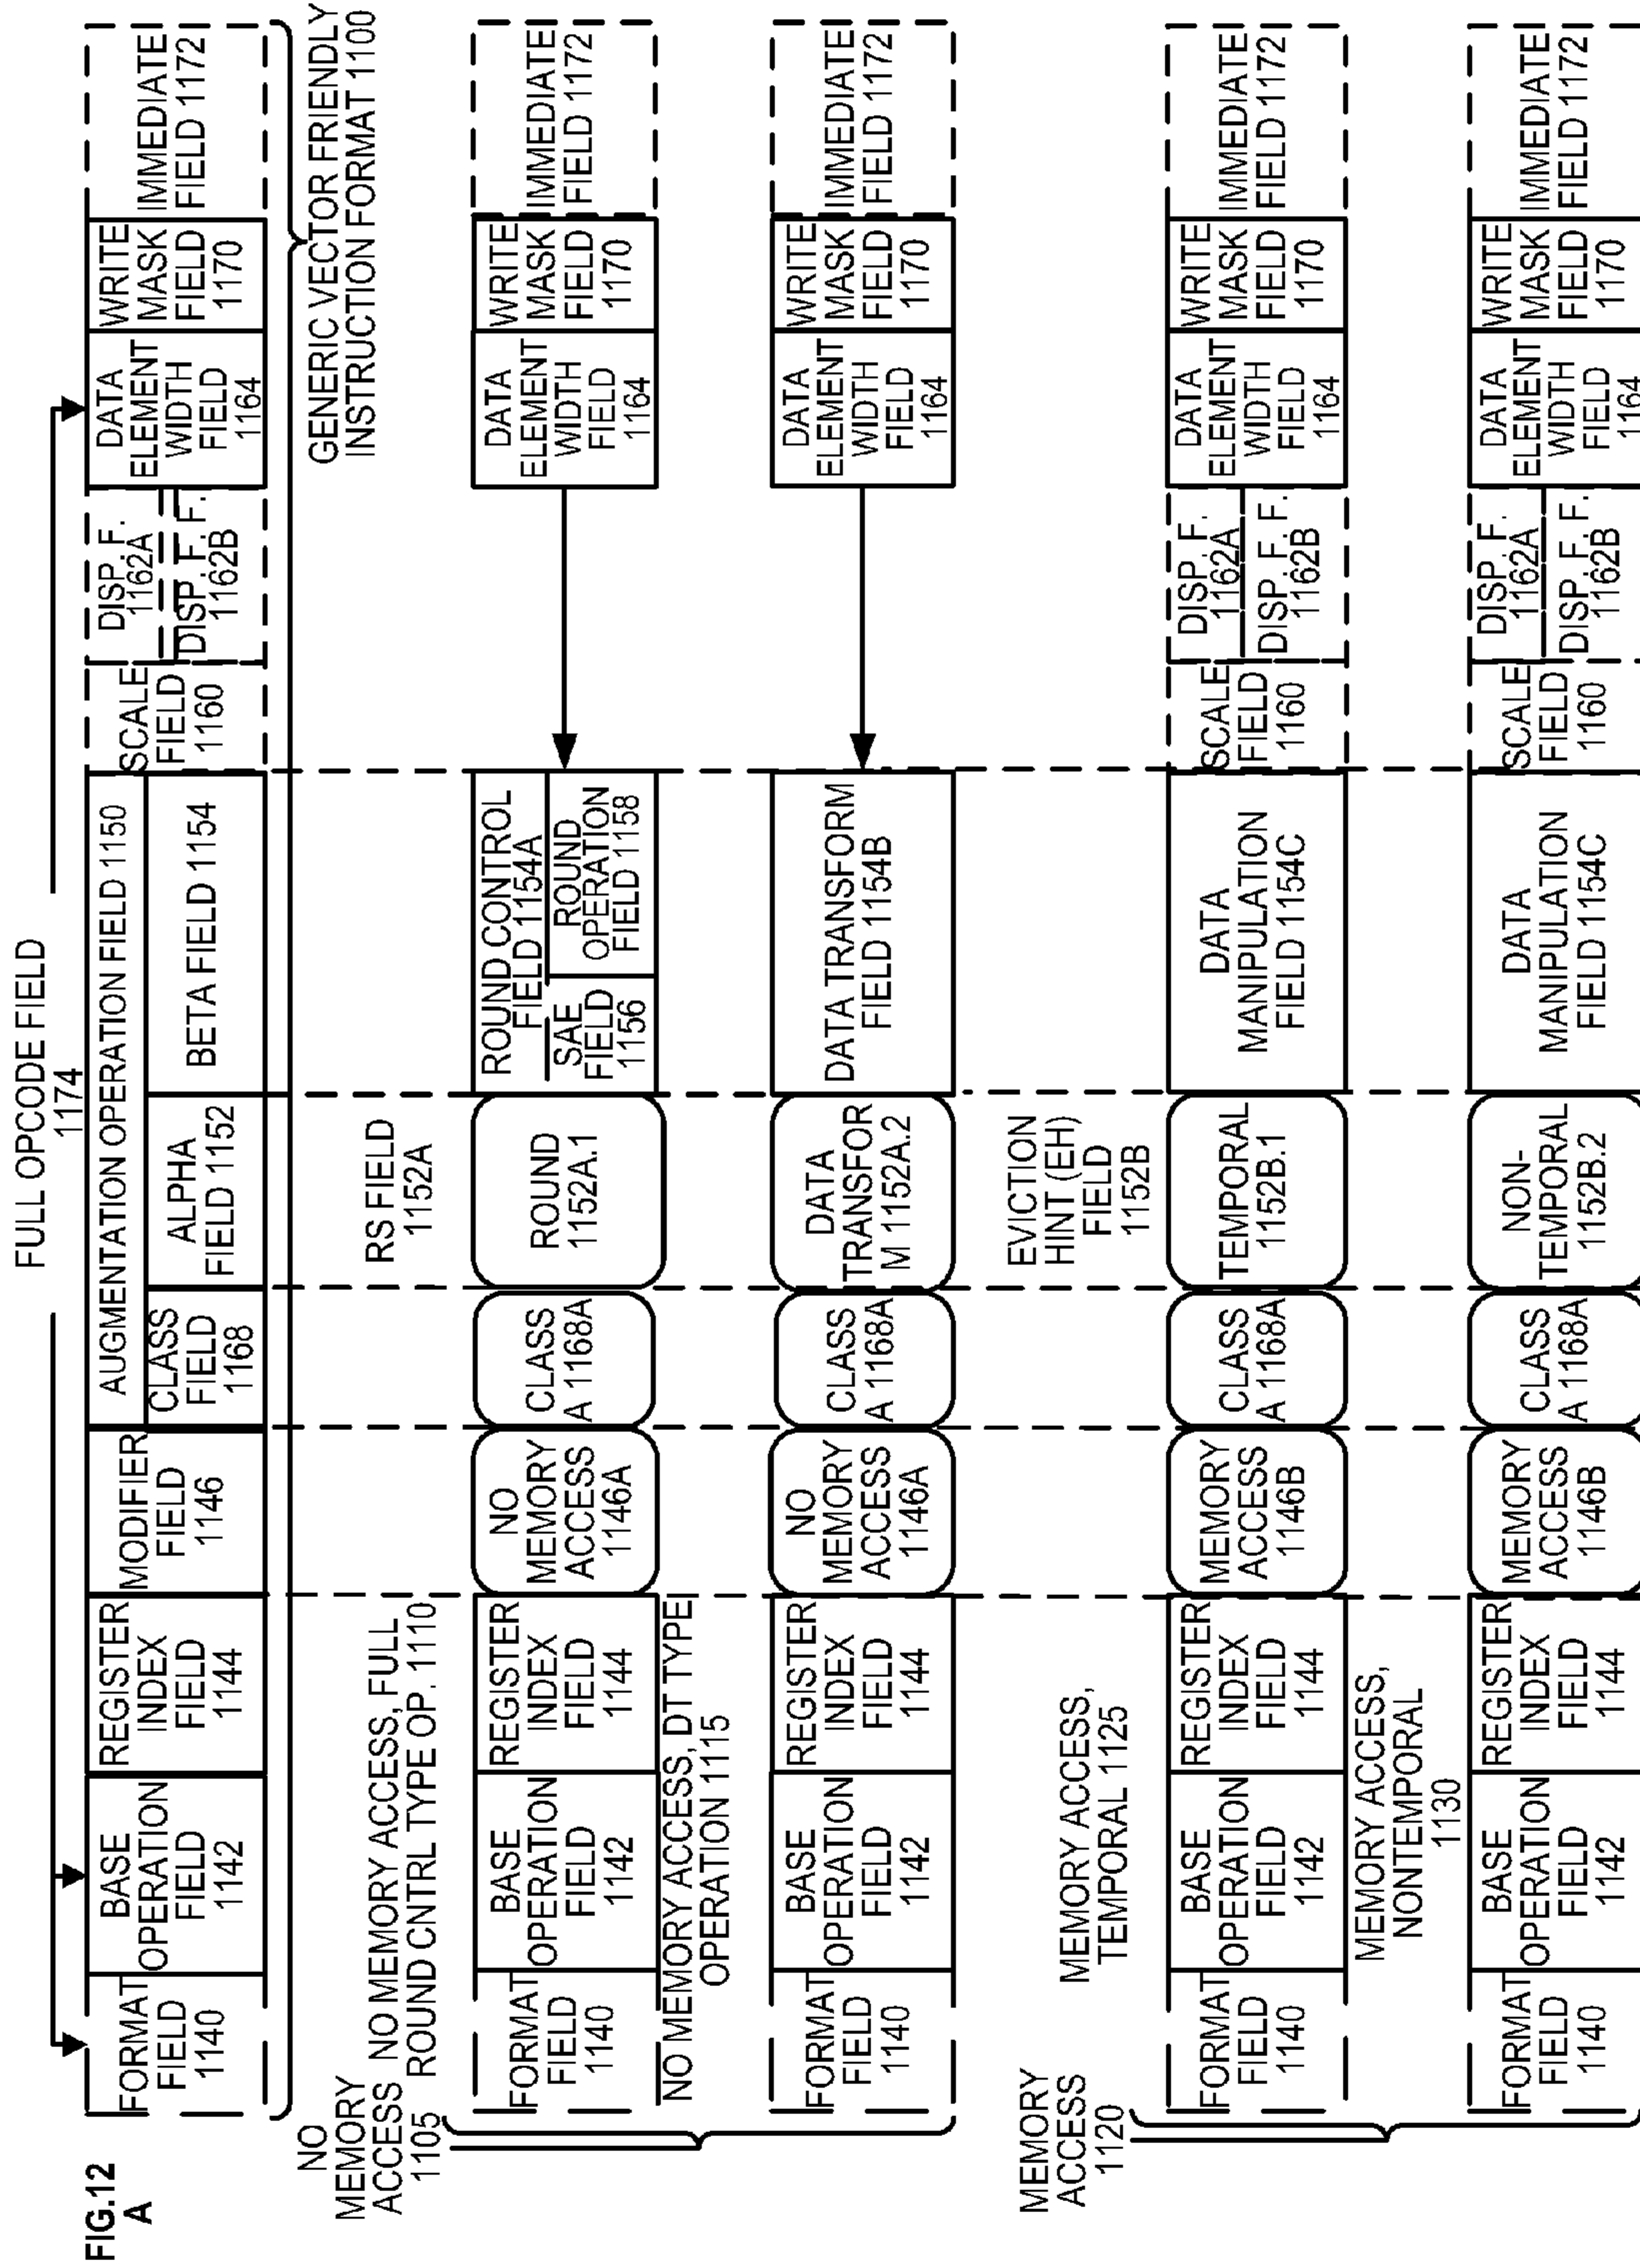 FIG.12
A
FULL OPCODE FIELD
1174
FORMAT
FIELD
1140
BASE
OPERATION
FIELD
1142
REGISTER
INDEX
FIELD
1144
MODIFIER
FIELD
1146
AUGMENTATION OPERATION FIELD 1150
CLASS
FIELD
1168
ALPHA
FIELD 1152
BETA FIELD 1154
SCALE
FIELD
1160
DISP. F.
1162A
DISP. F. F.
1162B
DATA
ELEMENT
WIDTH
FIELD
1164
WRITE
MASK
FIELD
1170
IMMEDIATE
FIELD 1172
GENERIC VECTOR FRIENDLY
INSTRUCTION FORMAT 1100
NO
MEMORY
ACCESS
1105
NO MEMORY ACCESS, FULL
ROUND CNTRL TYPE OP. 1110
RS FIELD
1152A
FORMAT
FIELD
1140
BASE
OPERATION
FIELD
1142
REGISTER
INDEX
FIELD
1144
NO
MEMORY
ACCESS
1146A
CLASS
A 1168A
ROUND
1152A.1
ROUND CONTROL
FIELD 1154A
SAE
FIELD
1156
ROUND
OPERATION
FIELD 1158
DATA
ELEMENT
WIDTH
FIELD
1164
WRITE
MASK
FIELD
1170
IMMEDIATE
FIELD 1172
NO MEMORY ACCESS, DT TYPE
OPERATION 1115
FORMAT
FIELD
1140
BASE
OPERATION
FIELD
1142
REGISTER
INDEX
FIELD
1144
NO
MEMORY
ACCESS
1146A
CLASS
A 1168A
DATA
TRANSFOR
M 1152A.2
DATA TRANSFORM
FIELD 1154B
DATA
ELEMENT
WIDTH
FIELD
1164
WRITE
MASK
FIELD
1170
IMMEDIATE
FIELD 1172
MEMORY
ACCESS
1120
MEMORY ACCESS,
TEMPORAL 1125
EVICTION
HINT (EH)
FIELD
1152B
FORMAT
FIELD
1140
BASE
OPERATION
FIELD
1142
REGISTER
INDEX
FIELD
1144
MEMORY
ACCESS
1146B
CLASS
A 1168A
TEMPORAL
1152B.1
DATA
MANIPULATION
FIELD 1154C
SCALE
FIELD
1160
DISP. F.
1162A
DISP. F. F.
1162B
DATA
ELEMENT
WIDTH
FIELD
1164
WRITE
MASK
FIELD
1170
IMMEDIATE
FIELD 1172
MEMORY ACCESS,
NONTEMPORAL
1130
FORMAT
FIELD
1140
BASE
OPERATION
FIELD
1142
REGISTER
INDEX
FIELD
1144
MEMORY
ACCESS
1146B
CLASS
A 1168A
NON-
TEMPORAL
1152B.2
DATA
MANIPULATION
FIELD 1154C
SCALE
FIELD
1160
DISP. F.
1162A
DISP. F. F.
1162B
DATA
ELEMENT
WIDTH
FIELD
1164
WRITE
MASK
FIELD
1170
IMMEDIATE
FIELD 1172